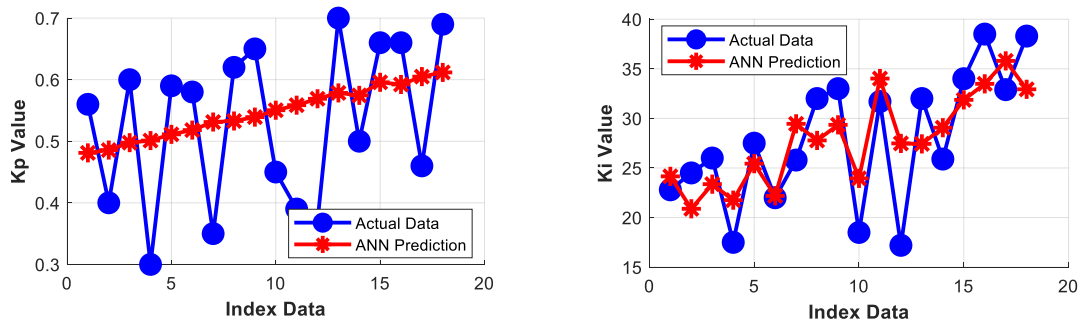 0.7
0.6
0.5
0.4
0.3
Kp Value
0
5
10
15
20
Index Data
Actual Data
ANN Prediction
40
35
30
25
20
15
Ki Value
0
5
10
15
20
Index Data
Actual Data
ANN Prediction